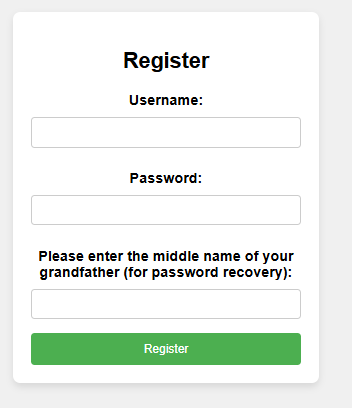 Register
Username:
Password:
Please enter the middle name of your
grandfather (for password recovery):
Register